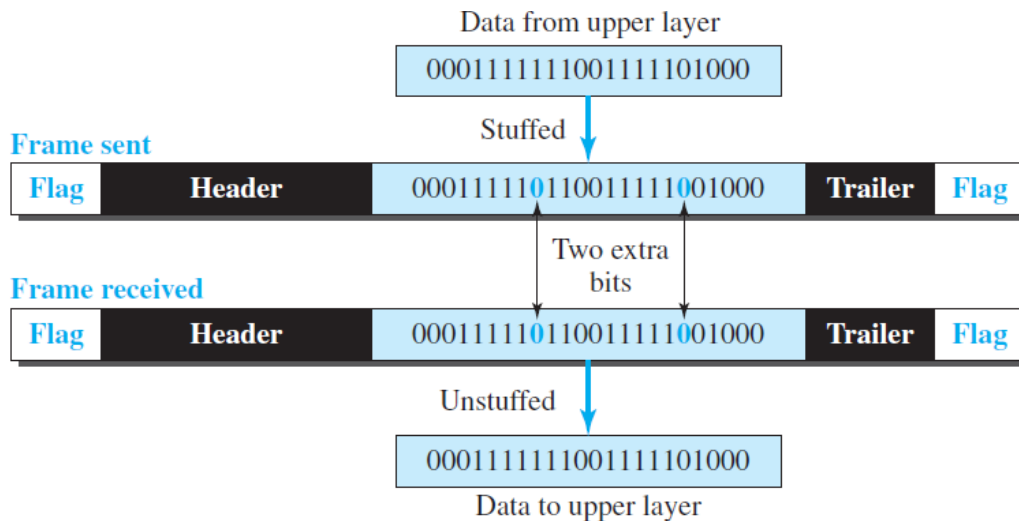 Data from upper layer
0001111111001111101000
Stuffed
Frame sent
Flag Header 000111110110011111001000 Trailer Flag
Two extra
bits
Frame received
Flag Header 000111110110011111001000 Trailer Flag
Unstuffed
0001111111001111101000
Data to upper layer